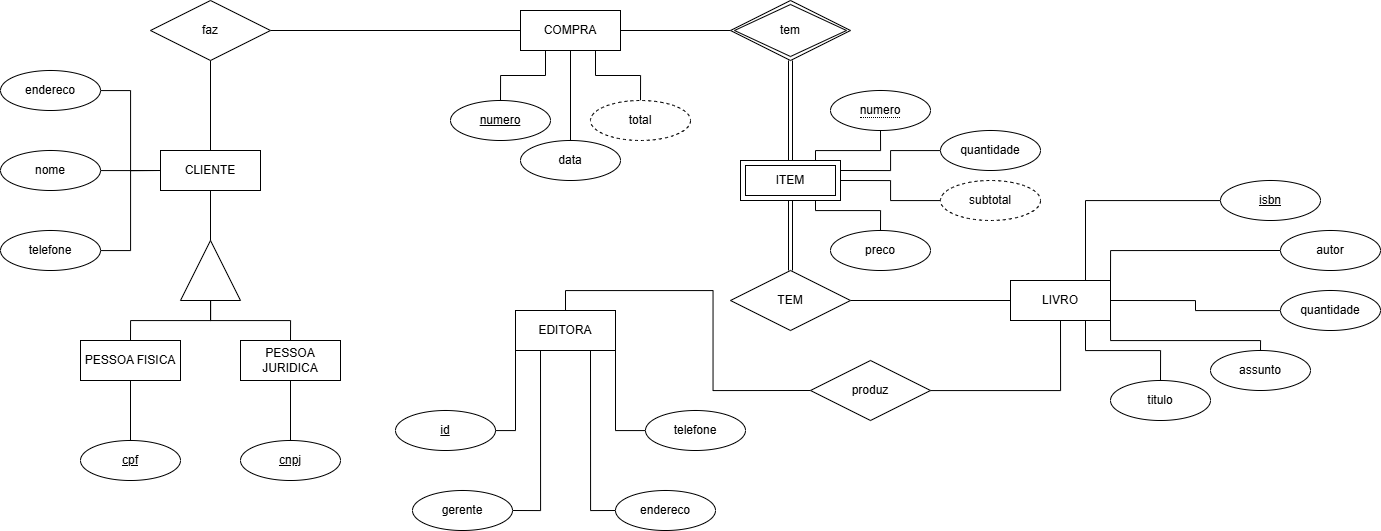 faz
COMPRA
tem
endereco
numero
total
numero
data
quantidade
nome
CLIENTE
ITEM
subtotal
isbn
telefone
preco
autor
TEM
LIVRO
quantidade
EDITORA
PESSOA FISICA
PESSOA
JURIDICA
assunto
produz
titulo
id
telefone
cpf
cnpj
gerente
endereco